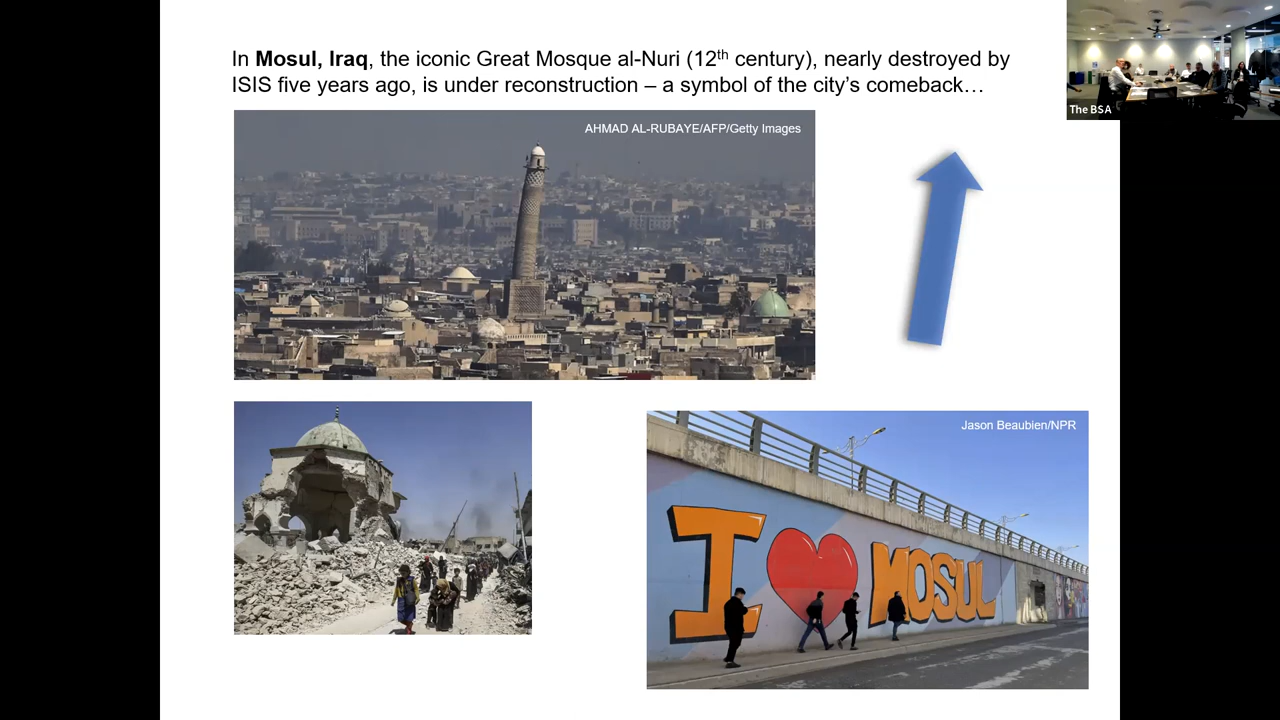 In Mosul, Iraq, the iconic Great Mosque al-Nuri (12th century), nearly destroyed by
ISIS five years ago, is under reconstruction – a symbol of the city’s comeback…
AHMAD AL-RUBAYE/AFP/Getty Images
The BSA
Jason Beaubien/NPR
I MOSUL